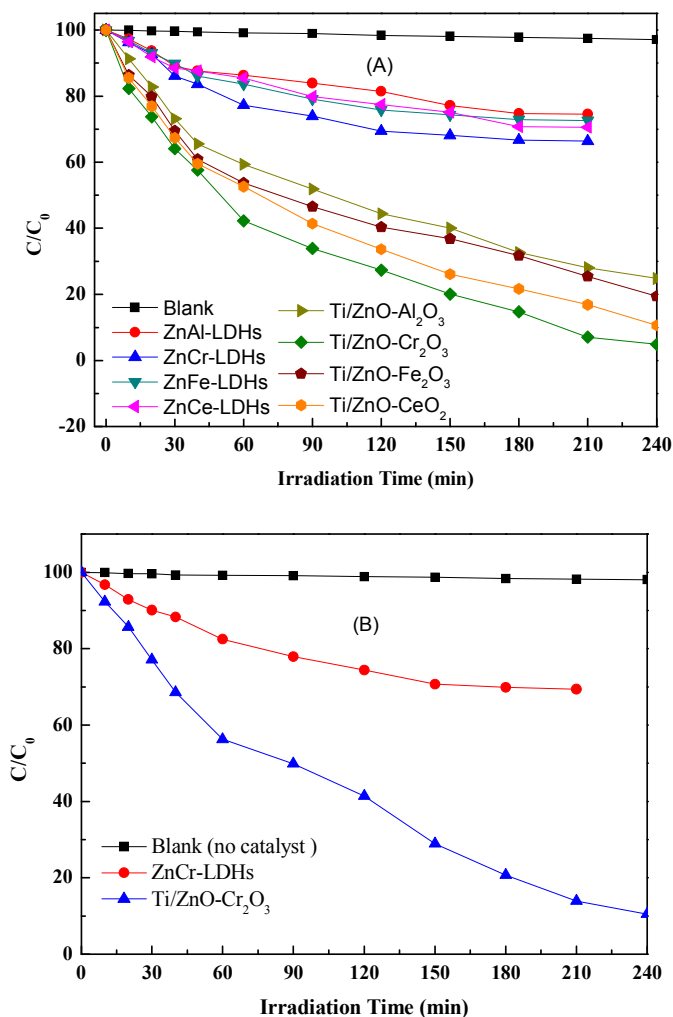 100
80
60
40
20
0
-20
C/C₀
(A)
Blank
ZnAl-LDHs
ZnCr-LDHs
ZnFe-LDHs
ZnCe-LDHs
Ti/ZnO-Al₂O₃
Ti/ZnO-Cr₂O₃
Ti/ZnO-Fe₂O₃
Ti/ZnO-CeO₂
0 30 60 90 120 150 180 210 240
Irradiation Time (min)
100
80
60
40
20
0
C/C₀
(B)
Blank (no catalyst )
ZnCr-LDHs
Ti/ZnO-Cr₂O₃
0 30 60 90 120 150 180 210 240
Irradiation Time (min)